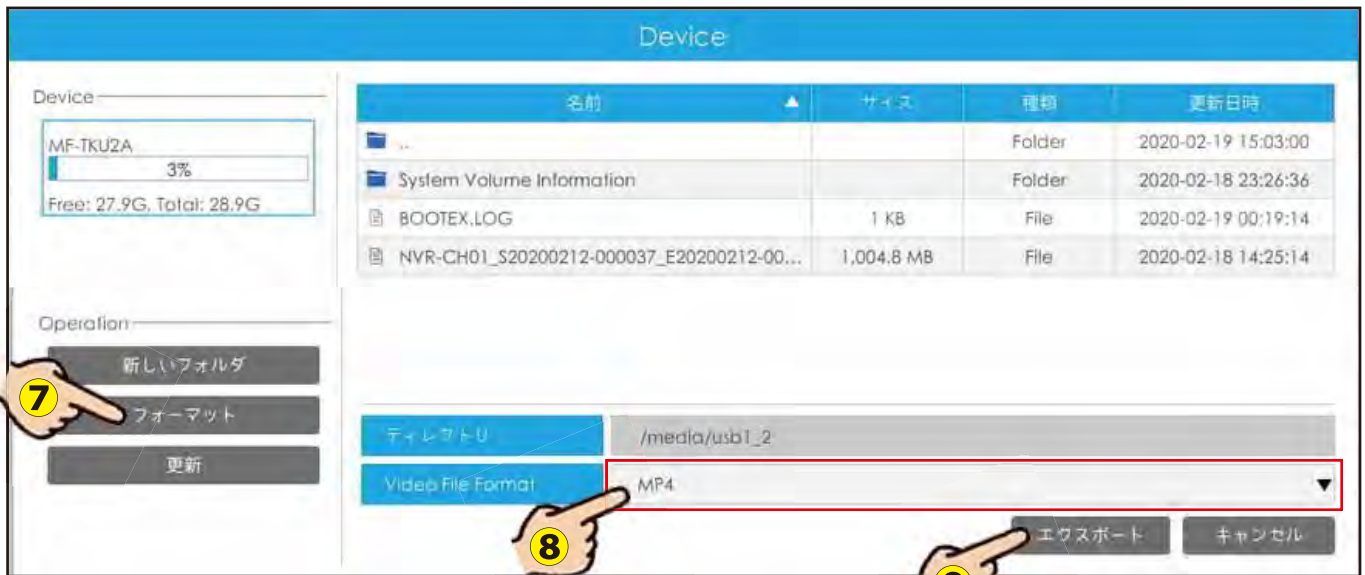 Device
Device
MF-TKU2A
3%
Free: 27.9G, Total: 28.9G
名前 ▲ サイズ 種類 更新日時
.. Folder 2020-02-19 15:03:00
System Volume Information Folder 2020-02-18 23:26:36
BOOTEX.LOG 1 KB File 2020-02-19 00:19:14
NVR-CH01_S20200212-000037_E20200212-00... 1,004.8 MB File 2020-02-18 14:25:14
Operation
新しいフォルダ
⑦ フォーマット
更新
ディレクトリ /media/usb1_2
Video File Format MP4 ▼
⑧
エクスポート キャンセル